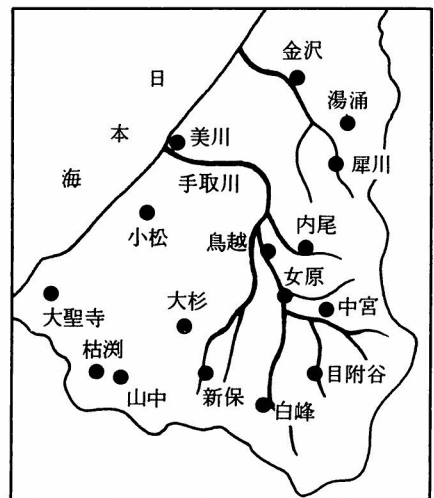 金沢
湯涌
犀川
日本海
美川
手取川
小松
鳥越
内尾
女原
中宮
大聖寺
大杉
枯渕
山中
新保
白峰
目附谷